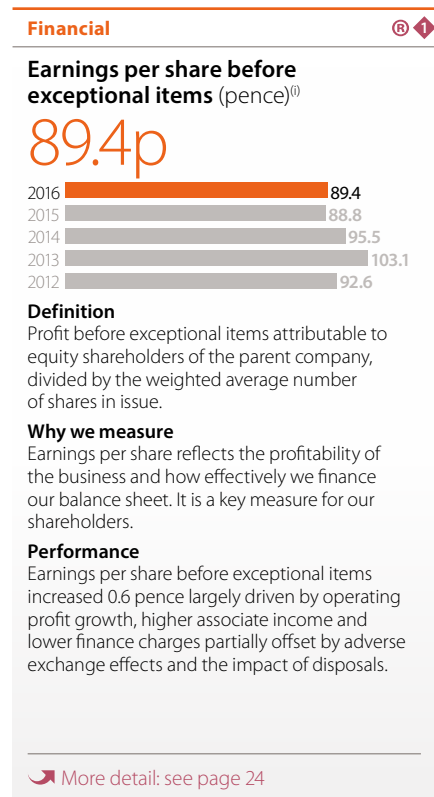 Financial
® 1
Earnings per share before
exceptional items (pence)(i)
89.4p
2016 89.4
2015 88.8
2014 95.5
2013 103.1
2012 92.6
Definition
Profit before exceptional items attributable to
equity shareholders of the parent company,
divided by the weighted average number
of shares in issue.
Why we measure
Earnings per share reflects the profitability of
the business and how effectively we finance
our balance sheet. It is a key measure for our
shareholders.
Performance
Earnings per share before exceptional items
increased 0.6 pence largely driven by operating
profit growth, higher associate income and
lower finance charges partially offset by adverse
exchange effects and the impact of disposals.
More detail: see page 24